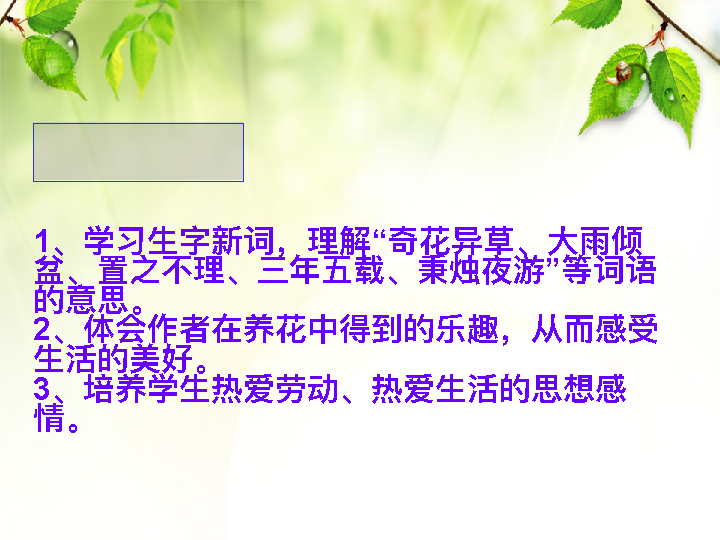 1、学习生字新词，理解“奇花异草、大雨倾
盆、置之不理、三年五载、秉烛夜游”等词语
的意思。
2、体会作者在养花中得到的乐趣，从而感受
生活的美好。
3、培养学生热爱劳动、热爱生活的思想感
情。